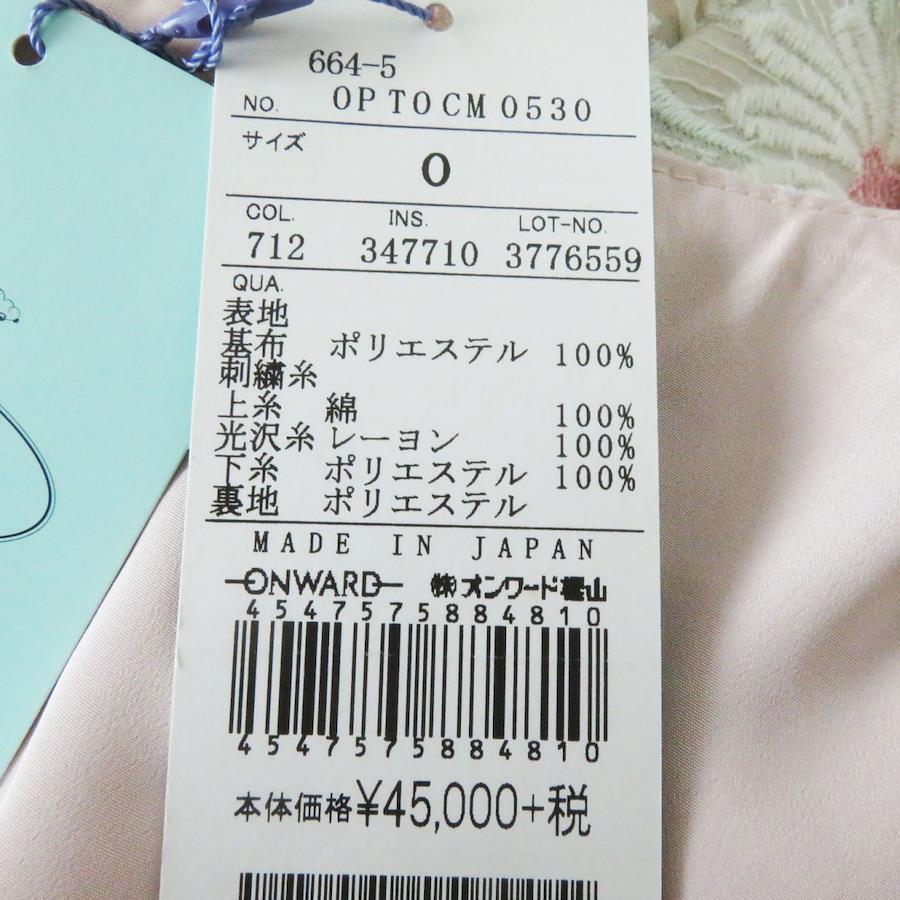 664-5
NO. OPTOCM0530
サイズ
0
COL. INS. LOT-NO.
712 347710 3776559
QUA.
表地
基布 ポリエステル 100%
刺繍糸
上糸 綿 100%
光沢糸 レーヨン 100%
下糸 ポリエステル 100%
裏地 ポリエステル
MADE IN JAPAN
ONWARD ㈱オンワード樫山
4547575884810
4547575884810
本体価格¥45,000+税